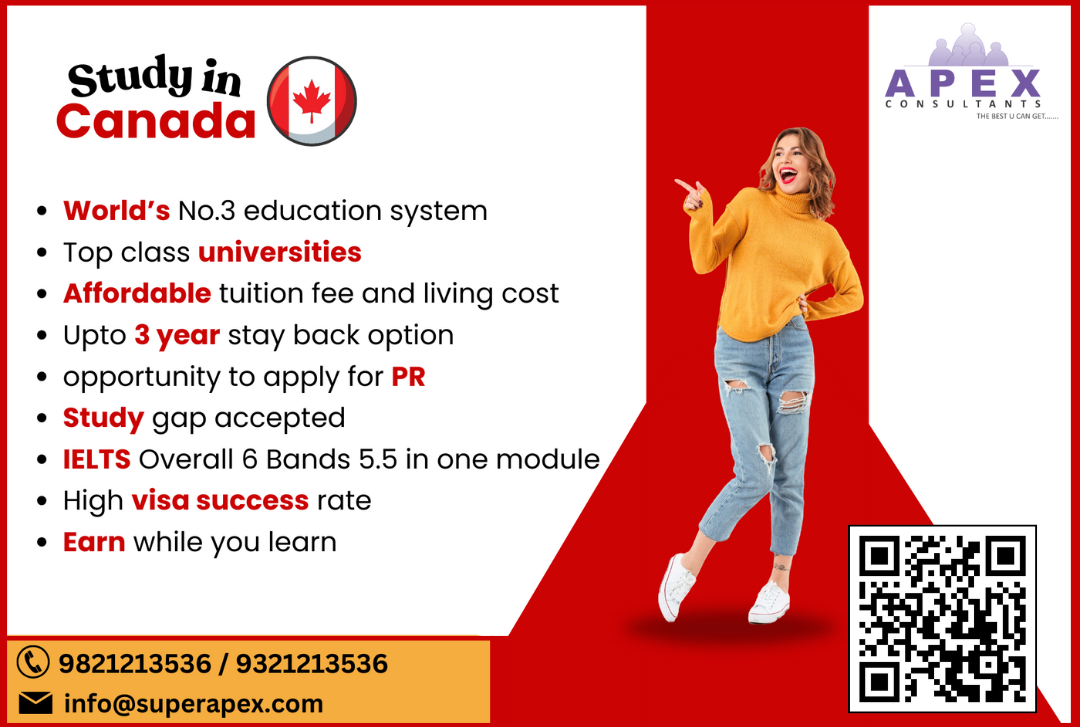 Study in
Canada
APEX
CONSULTANTS
THE BEST U CAN GET.......
• World’s No.3 education system
• Top class universities
• Affordable tuition fee and living cost
• Upto 3 year stay back option
• opportunity to apply for PR
• Study gap accepted
• IELTS Overall 6 Bands 5.5 in one module
• High visa success rate
• Earn while you learn
9821213536 / 9321213536
info@superapex.com